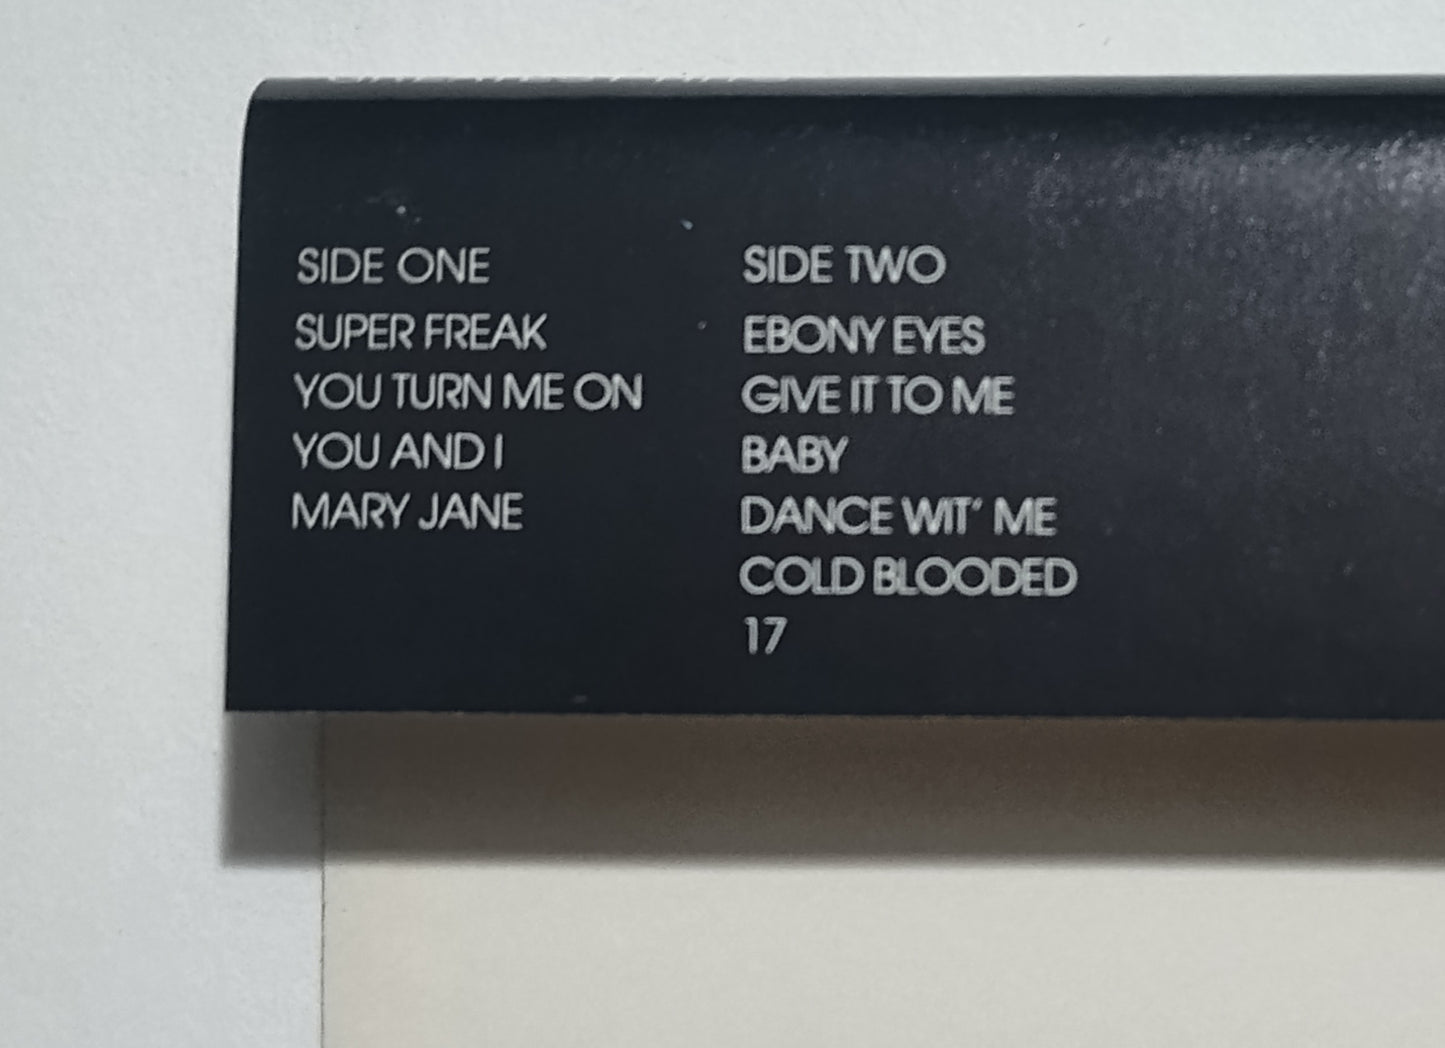 SIDE ONE
SUPER FREAK
YOU TURN ME ON
YOU AND I
MARY JANE
SIDE TWO
EBONY EYES
GIVE IT TO ME
BABY
DANCE WIT' ME
COLD BLOODED
17